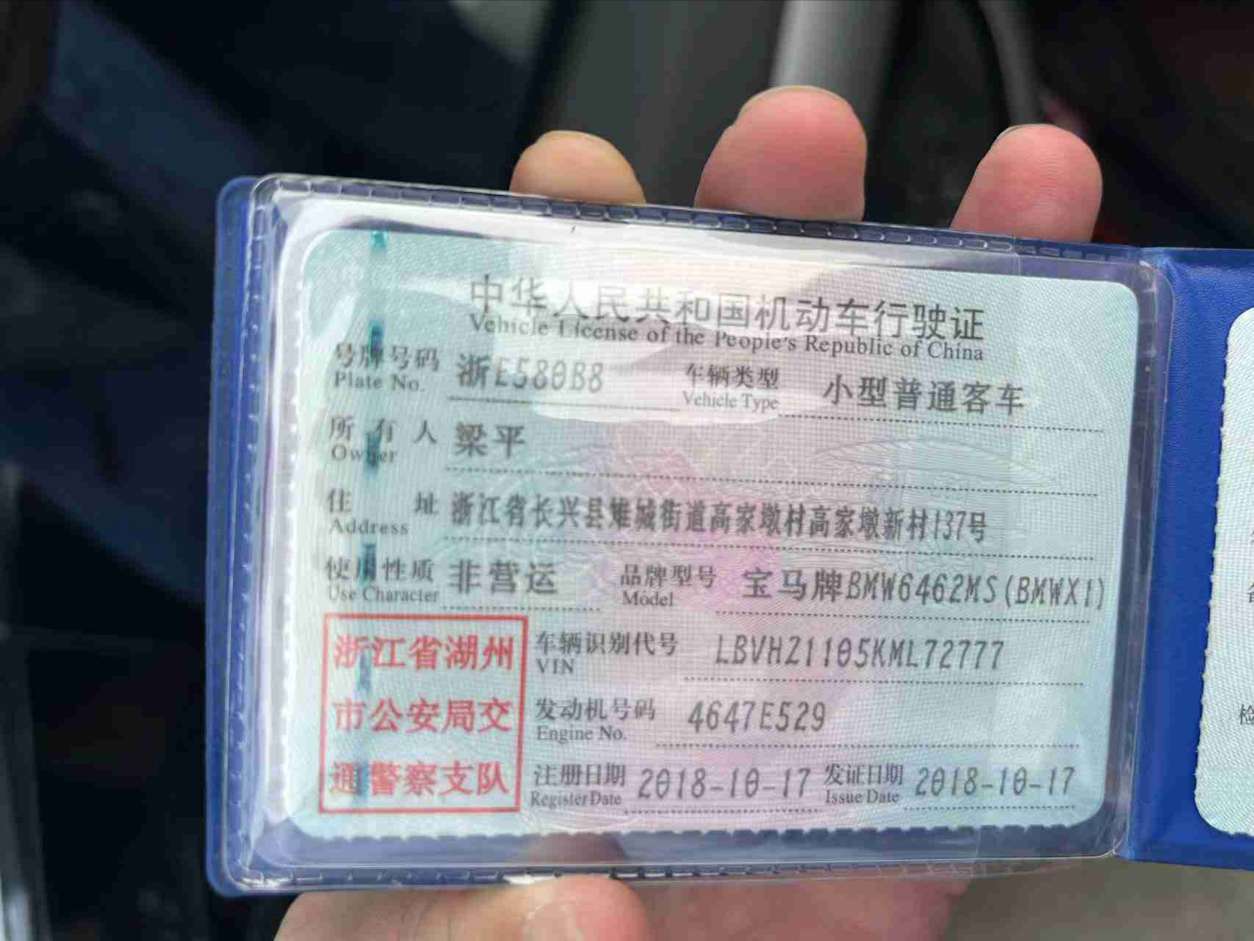 中华人民共和国机动车行驶证
Vehicle License of the People's Republic of China
号牌号码 浙E580B8 车辆类型 小型普通客车
Plate No. Vehicle Type
所有人 梁平
Owner
住址 浙江省长兴县雉城街道高家墩村高家墩新村137号
Address
使用性质 非营运 品牌型号 宝马牌BMW6462MS(BMWX1)
Use Character Model
浙江省湖州 车辆识别代号 LBVHZ1105KML72777
VIN
市公安局交 发动机号码 4647E529
Engine No.
通警察支队 注册日期 2018-10-17 发证日期 2018-10-17
Register Date Issue Date
检